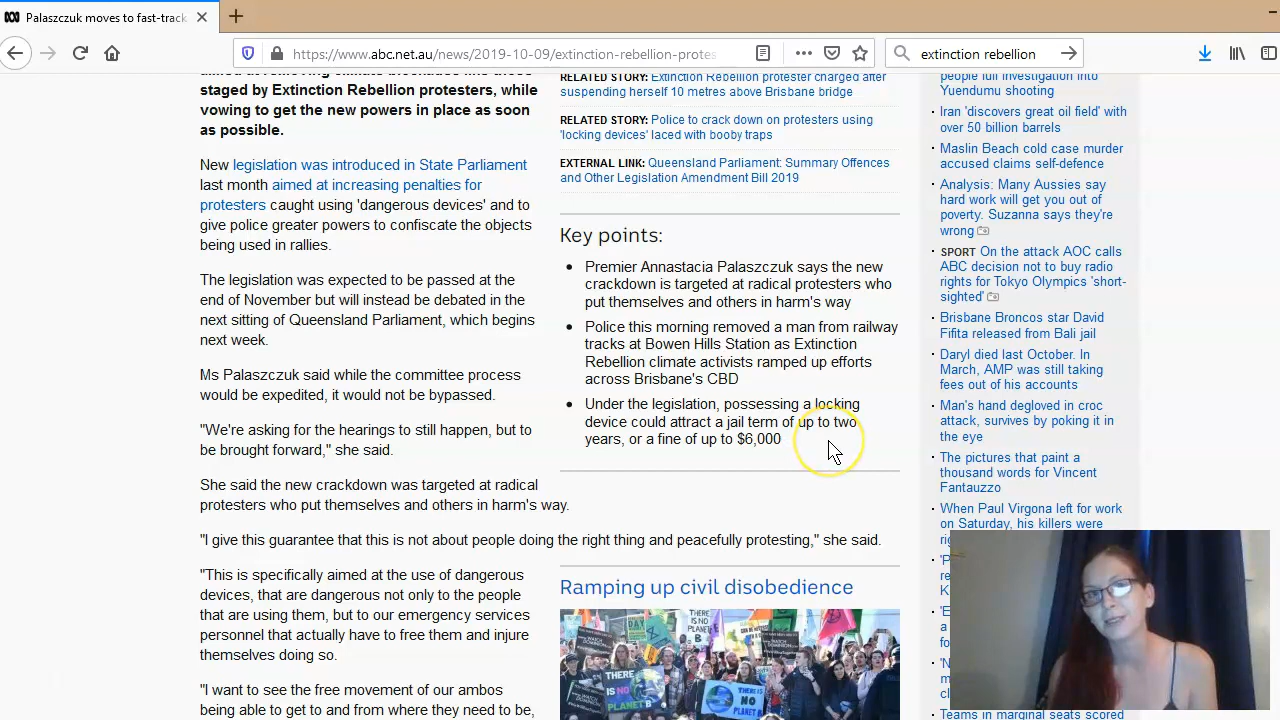 Palaszczuk moves to fast-track
https://www.abc.net.au/news/2019-10-09/extinction-rebellion-protes
extinction rebellion
staged by Extinction Rebellion protesters, while
vowing to get the new powers in place as soon
as possible.
New legislation was introduced in State Parliament
last month aimed at increasing penalties for
protesters caught using 'dangerous devices' and to
give police greater powers to confiscate the objects
being used in rallies.
The legislation was expected to be passed at the
end of November but will instead be debated in the
next sitting of Queensland Parliament, which begins
next week.
Ms Palaszczuk said while the committee process
would be expedited, it would not be bypassed.
"We're asking for the hearings to still happen, but to
be brought forward," she said.
She said the new crackdown was targeted at radical
protesters who put themselves and others in harm's way.
"I give this guarantee that this is not about people doing the right thing and peacefully protesting," she said.
"This is specifically aimed at the use of dangerous
devices, that are dangerous not only to the people
that are using them, but to our emergency services
personnel that actually have to free them and injure
themselves doing so.
"I want to see the free movement of our ambos
being able to get to and from where they need to be,
RELATED STORY: Extinction Rebellion protester charged after
suspending herself 10 metres above Brisbane bridge
RELATED STORY: Police to crack down on protesters using
'locking devices' laced with booby traps
EXTERNAL LINK: Queensland Parliament: Summary Offences
and Other Legislation Amendment Bill 2019
Key points:
Premier Annastacia Palaszczuk says the new
crackdown is targeted at radical protesters who
put themselves and others in harm's way
Police this morning removed a man from railway
tracks at Bowen Hills Station as Extinction
Rebellion climate activists ramped up efforts
across Brisbane's CBD
Under the legislation, possessing a locking
device could attract a jail term of up to two
years, or a fine of up to $6,000
Ramping up civil disobedience
THERE IS NO PLANET B
THERE IS NO PLANET B
THERE IS NO PLANET B
people full investigation into
Yuendumu shooting
Iran 'discovers great oil field' with
over 50 billion barrels
Maslin Beach cold case murder
accused claims self-defence
Analysis: Many Aussies say
hard work will get you out of
poverty. Suzanna says they're
wrong
SPORT On the attack AOC calls
ABC decision not to buy radio
rights for Tokyo Olympics 'short-
sighted'
Brisbane Broncos star David
Fifita released from Bali jail
Daryl died last October. In
March, AMP was still taking
fees out of his accounts
Man's hand degloved in croc
attack, survives by poking it in
the eye
The pictures that paint a
thousand words for Vincent
Fantauzzo
When Paul Virgona left for work
on Saturday, his killers were
Teams in marginal seats scored